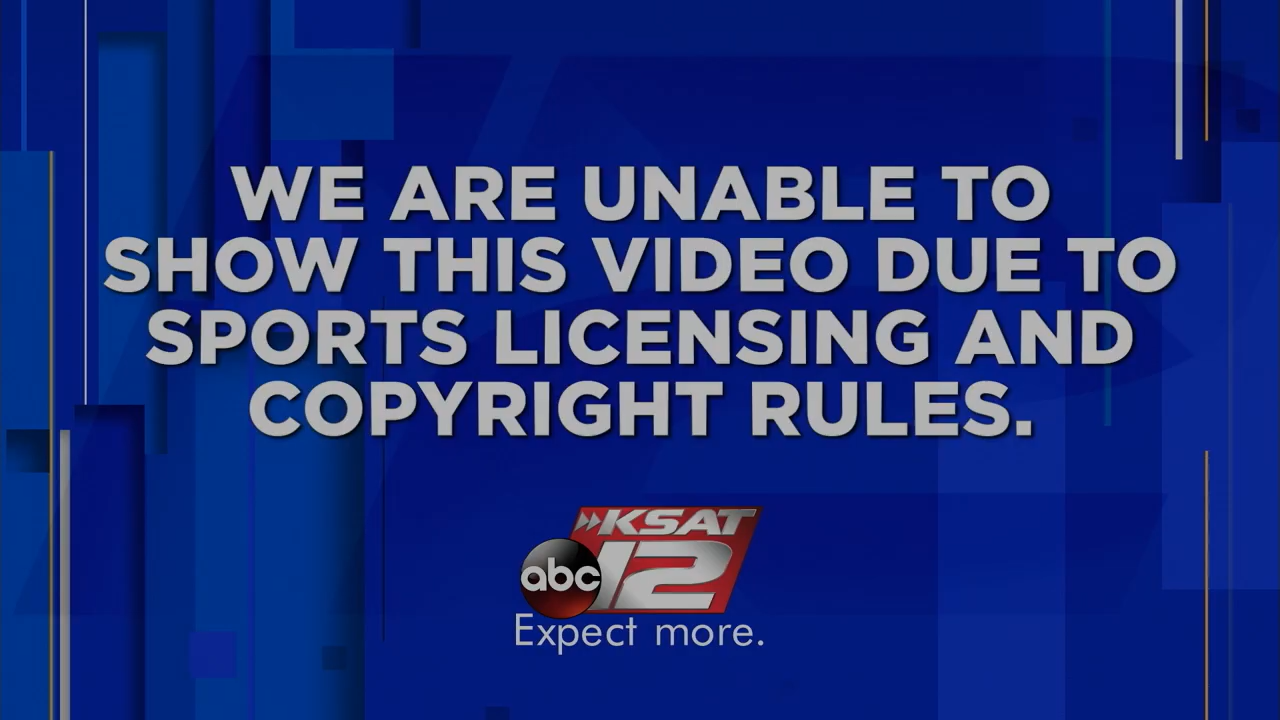 WE ARE UNABLE TO
SHOW THIS VIDEO DUE TO
SPORTS LICENSING AND
COPYRIGHT RULES.
KSAT
abc 12
Expect more.